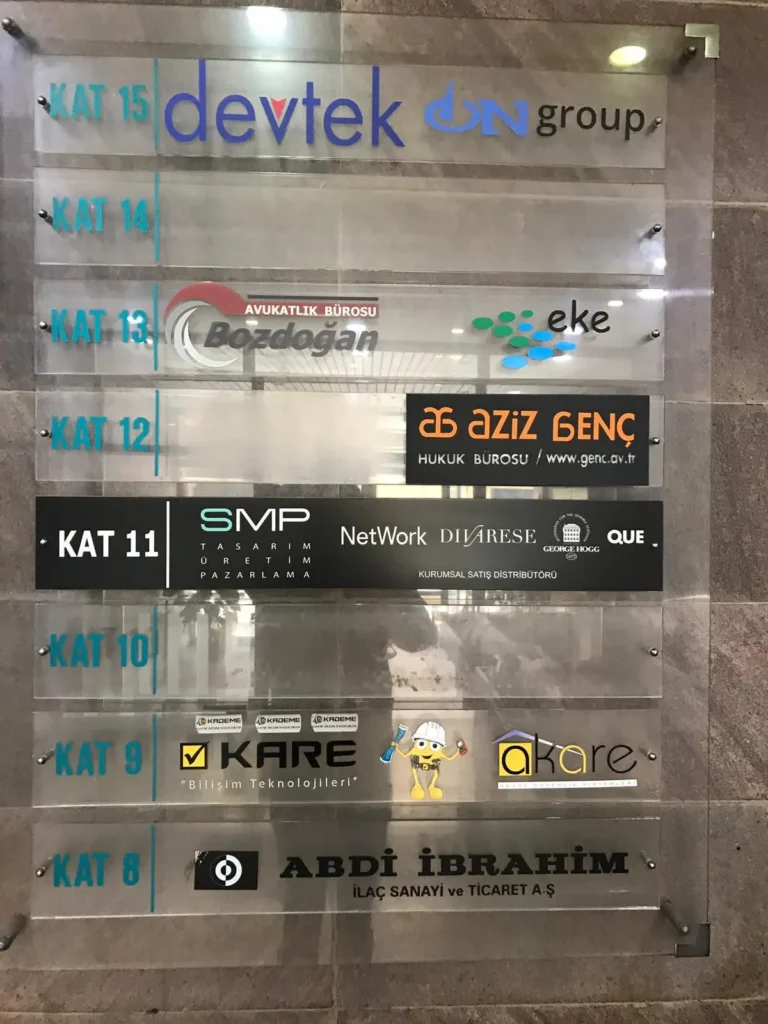 KAT 15 devtek ON group
KAT 14
KAT 13 AVUKATLIK BÜROSU Bozdoğan eke
KAT 12 AZİZ GENÇ
HUKUK BÜROSU / www.genc.av.tr
KAT 11 SMP NetWork DIVARESE GEORGE HOGG QUE
TASARIM
ÜRETİM
PAZARLAMA
KURUMSAL SATIŞ DİSTRİBÜTÖRÜ
KAT 10
KADEME KADEME KADEME
KAT 9 KARE akare
"Bilişim Teknolojileri"
KAT 8 ABDİ İBRAHİM
İLAÇ SANAYİ ve TİCARET A.Ş